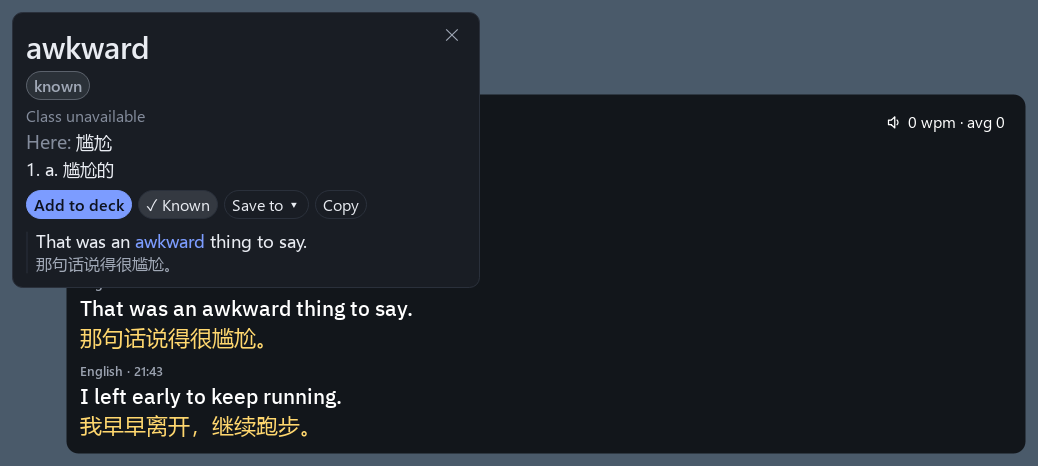 awkward
known
Class unavailable
Here: 尴尬
1. a. 尴尬的
Add to deck ✓ Known Save to ▾ Copy
That was an awkward thing to say.
那句话说得很尴尬。
0 wpm · avg 0
That was an awkward thing to say.
那句话说得很尴尬。
English · 21:43
I left early to keep running.
我早早离开，继续跑步。